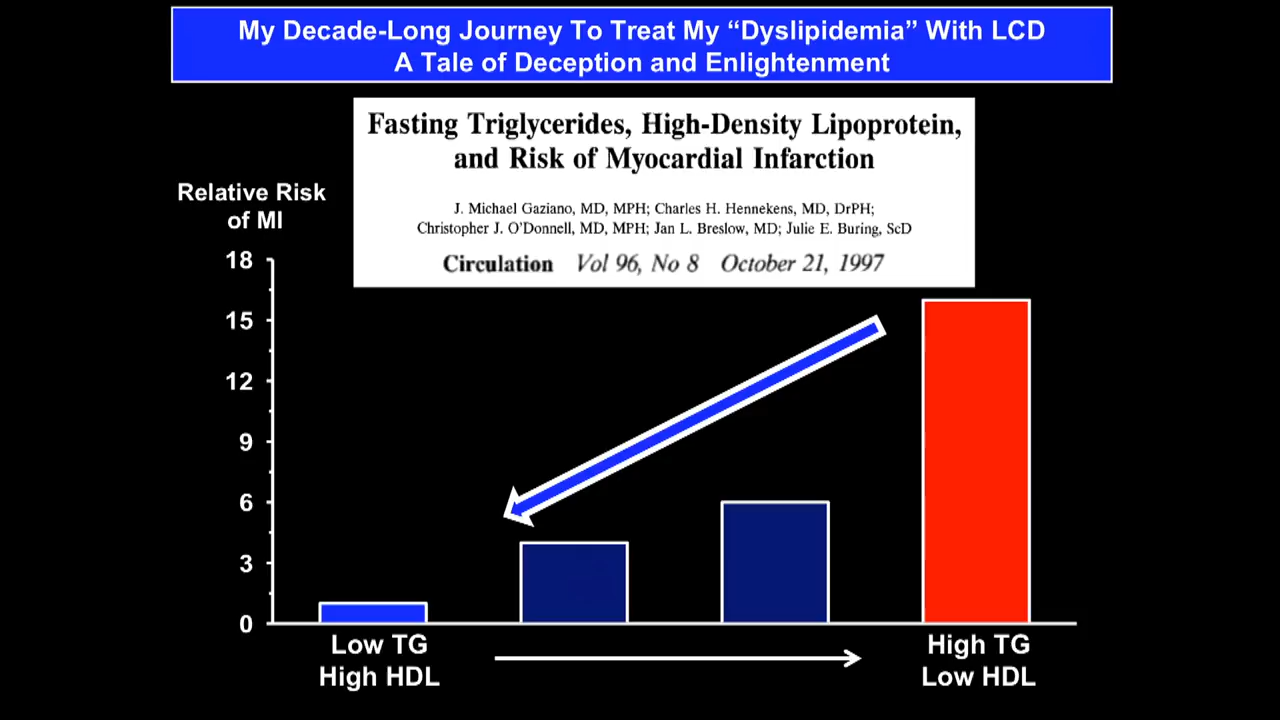 My Decade-Long Journey To Treat My “Dyslipidemia” With LCD
A Tale of Deception and Enlightenment
Fasting Triglycerides, High-Density Lipoprotein,
and Risk of Myocardial Infarction
J. Michael Gaziano, MD, MPH; Charles H. Hennekens, MD, DrPH;
Christopher J. O'Donnell, MD, MPH; Jan L. Breslow, MD; Julie E. Buring, ScD
Circulation Vol 96, No 8 October 21, 1997
Relative Risk
of MI
18
15
12
9
6
3
0
Low TG
High HDL
High TG
Low HDL